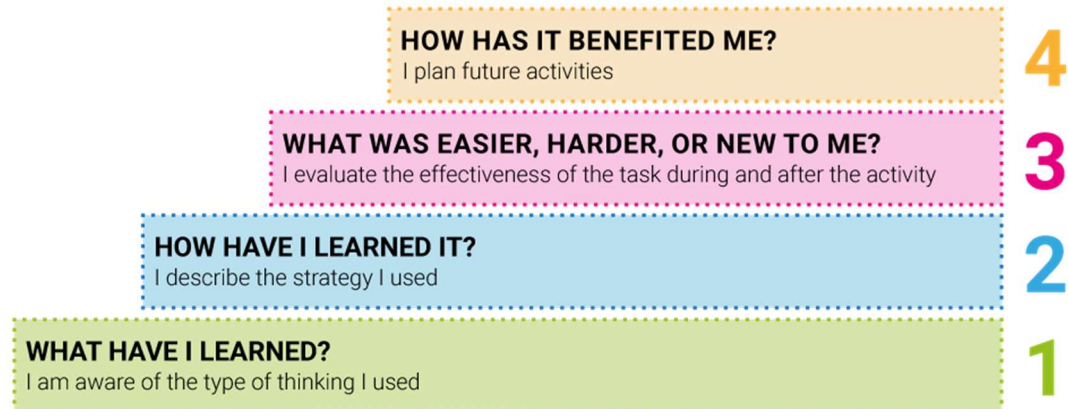 HOW HAS IT BENEFITED ME?
I plan future activities
4
WHAT WAS EASIER, HARDER, OR NEW TO ME?
I evaluate the effectiveness of the task during and after the activity
3
HOW HAVE I LEARNED IT?
I describe the strategy I used
2
WHAT HAVE I LEARNED?
I am aware of the type of thinking I used
1